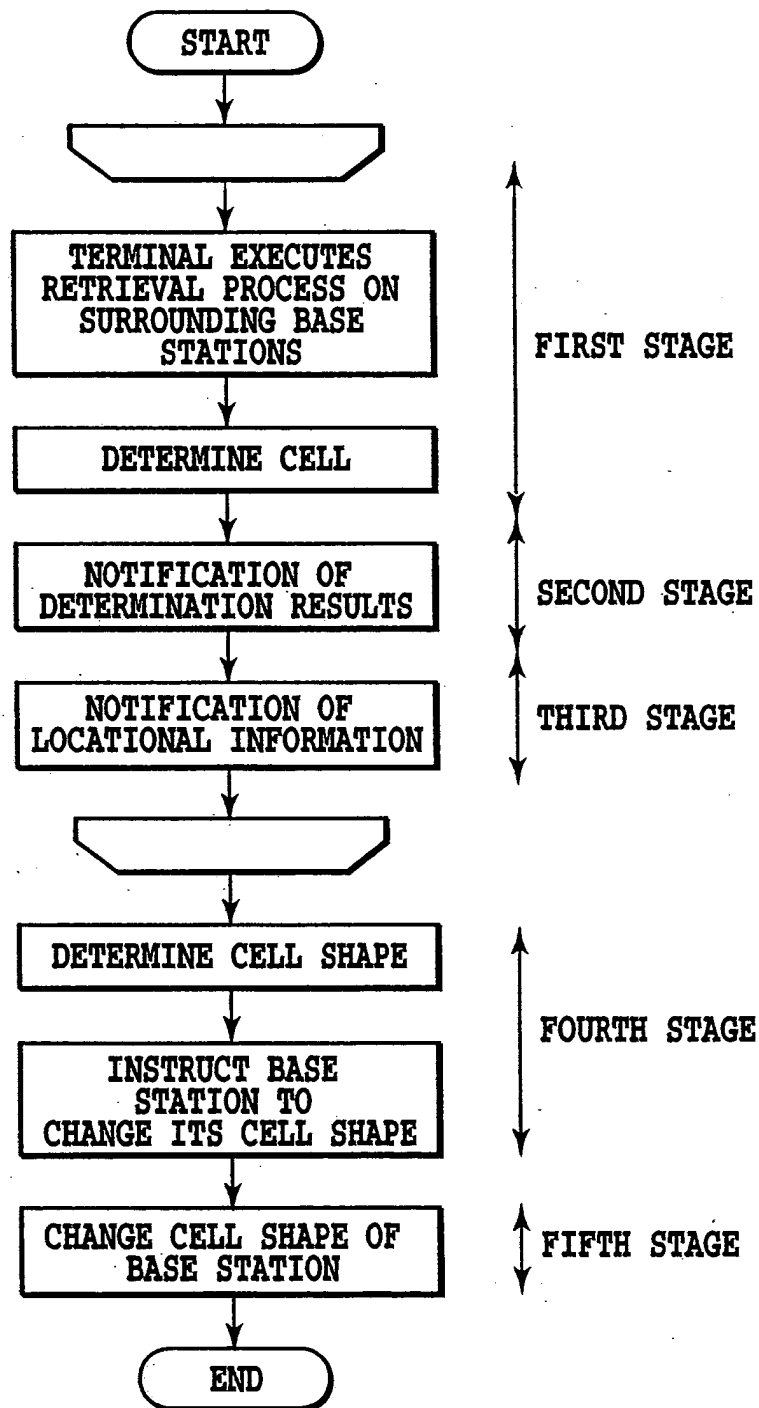 START
TERMINAL EXECUTES
RETRIEVAL PROCESS ON
SURROUNDING BASE
STATIONS
FIRST STAGE
DETERMINE CELL
NOTIFICATION OF
DETERMINATION RESULTS
SECOND STAGE
NOTIFICATION OF
LOCATIONAL INFORMATION
THIRD STAGE
DETERMINE CELL SHAPE
FOURTH STAGE
INSTRUCT BASE
STATION TO
CHANGE ITS CELL SHAPE
CHANGE CELL SHAPE OF
BASE STATION
FIFTH STAGE
END